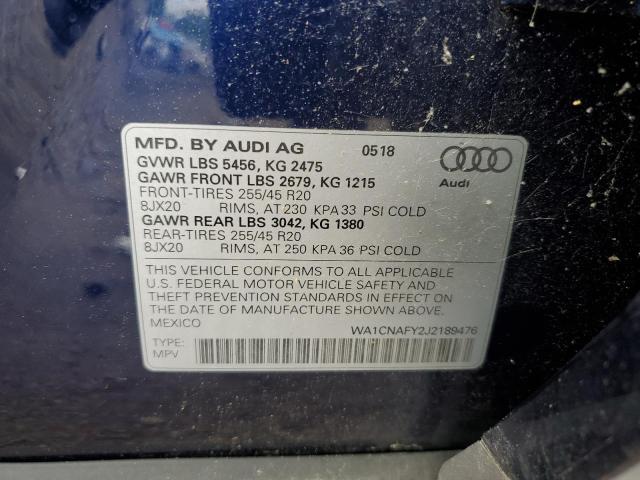 MFD. BY AUDI AG 0518
GVWR LBS 5456, KG 2475
GAWR FRONT LBS 2679, KG 1215
FRONT-TIRES 255/45 R20
8JX20 RIMS, AT 230 KPA 33 PSI COLD
GAWR REAR LBS 3042, KG 1380
REAR-TIRES 255/45 R20
8JX20 RIMS, AT 250 KPA 36 PSI COLD
Audi
THIS VEHICLE CONFORMS TO ALL APPLICABLE
U.S. FEDERAL MOTOR VEHICLE SAFETY AND
THEFT PREVENTION STANDARDS IN EFFECT ON
THE DATE OF MANUFACTURE SHOWN ABOVE.
MEXICO
WA1CNAFY2J2189476
TYPE:
MPV